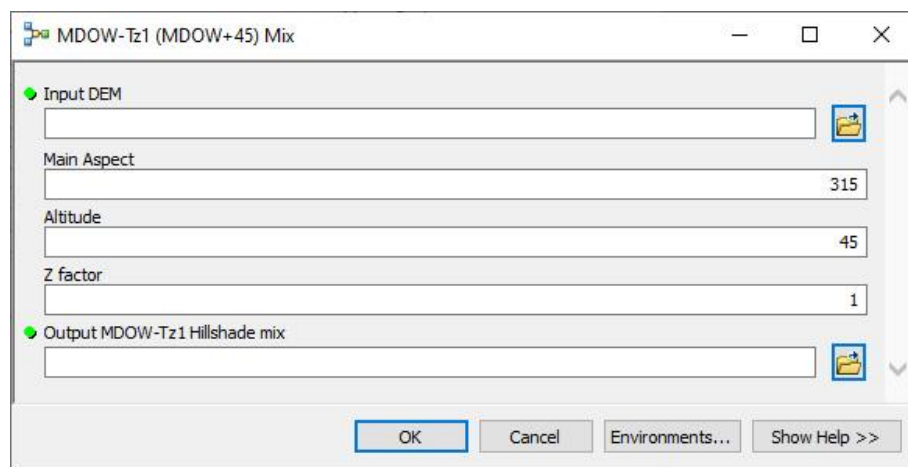 MDOW-Tz1 (MDOW+45) Mix
Input DEM
Main Aspect
315
Altitude
45
Z factor
1
Output MDOW-Tz1 Hillshade mix
OK Cancel Environments... Show Help >>